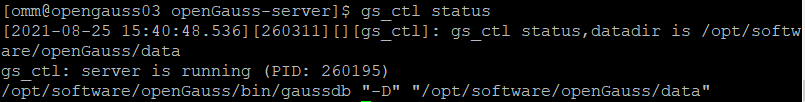 [omm@opengauss03 openGauss-server]$ gs_ctl status
[2021-08-25 15:40:48.536][260311][][gs_ctl]: gs_ctl status,datadir is /opt/softw
are/openGauss/data
gs_ctl: server is running (PID: 260195)
/opt/software/openGauss/bin/gaussdb "-D" "/opt/software/openGauss/data"